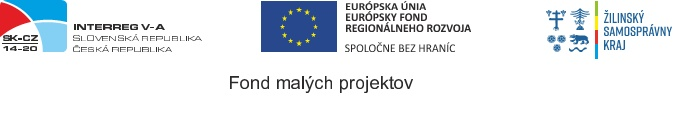 SK-CZ
14-20
INTERREG V-A
SLOVENSKÁ REPUBLIKA
ČESKÁ REPUBLIKA
EURÓPSKA ÚNIA
EURÓPSKY FOND
REGIONÁLNEHO ROZVOJA
SPOLOČNE BEZ HRANÍC
ŽILINSKÝ
SAMOSPRÁVNY
KRAJ
Fond malých projektov